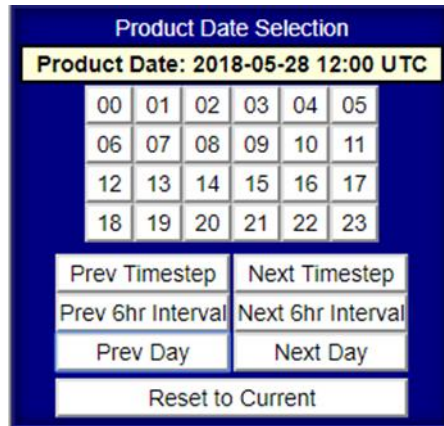 Product Date Selection
Product Date: 2018-05-28 12:00 UTC
00 01 02 03 04 05
06 07 08 09 10 11
12 13 14 15 16 17
18 19 20 21 22 23
Prev Timestep Next Timestep
Prev 6hr Interval Next 6hr Interval
Prev Day Next Day
Reset to Current